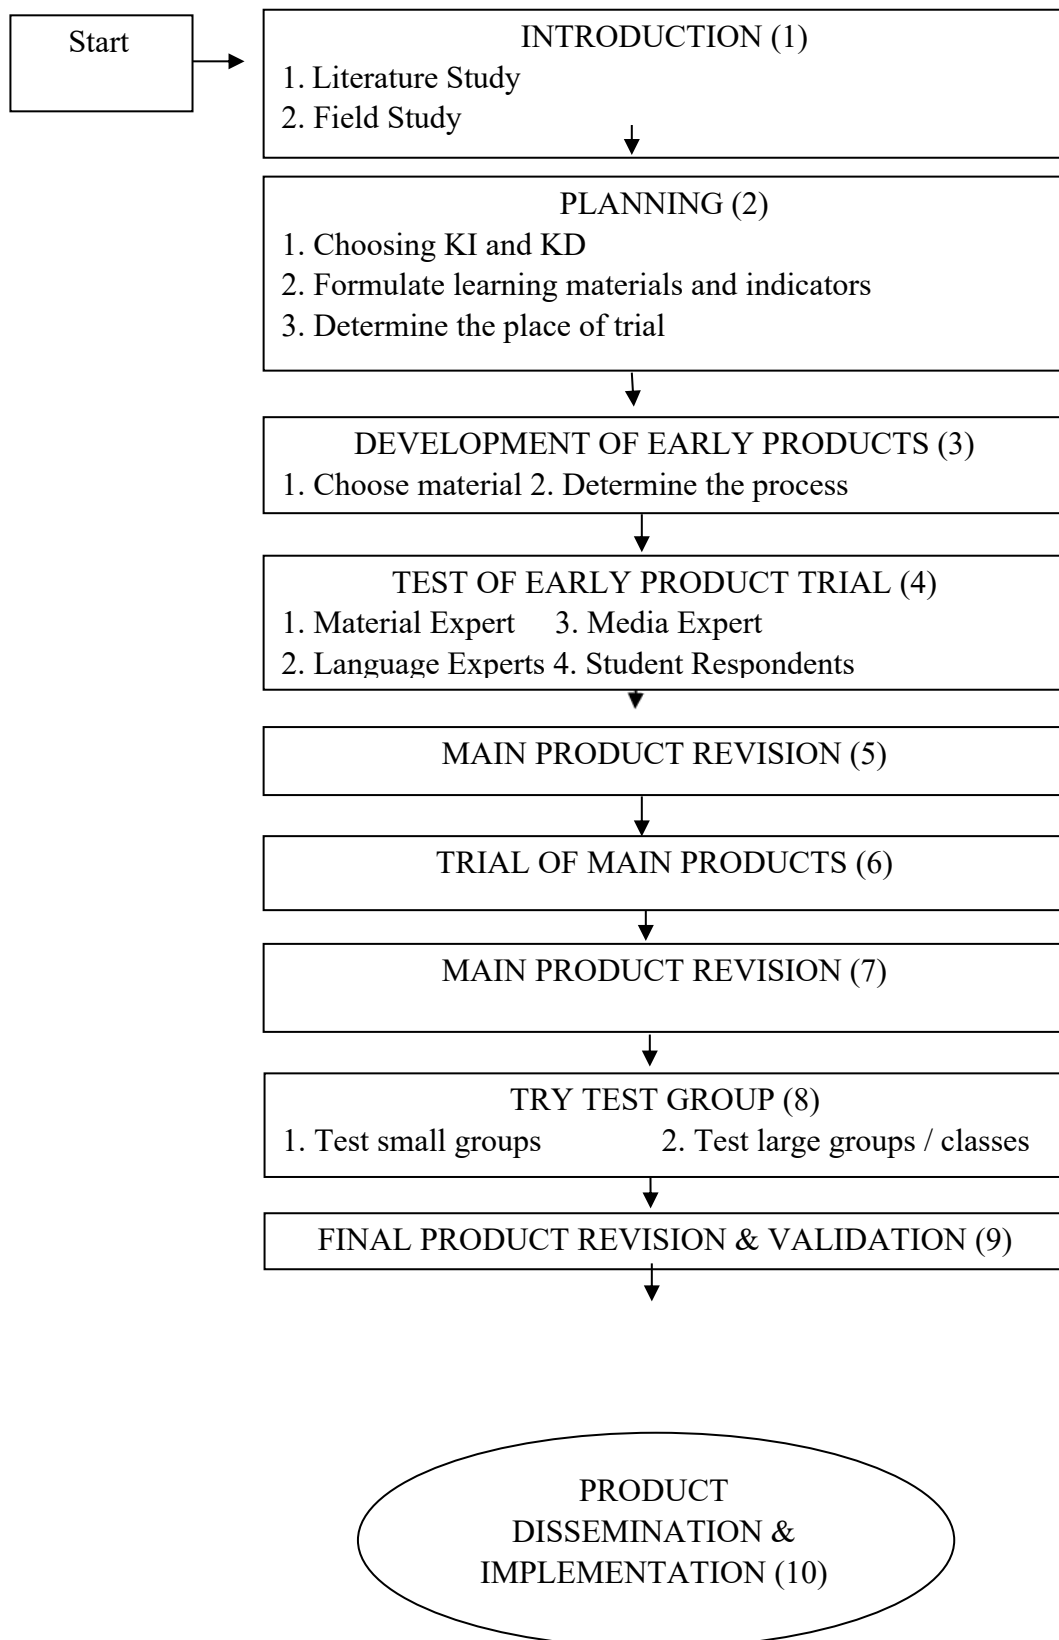 Start
INTRODUCTION (1)
1. Literature Study
2. Field Study
PLANNING (2)
1. Choosing KI and KD
2. Formulate learning materials and indicators
3. Determine the place of trial
DEVELOPMENT OF EARLY PRODUCTS (3)
1. Choose material 2. Determine the process
TEST OF EARLY PRODUCT TRIAL (4)
1. Material Expert 3. Media Expert
2. Language Experts 4. Student Respondents
MAIN PRODUCT REVISION (5)
TRIAL OF MAIN PRODUCTS (6)
MAIN PRODUCT REVISION (7)
TRY TEST GROUP (8)
1. Test small groups 2. Test large groups / classes
FINAL PRODUCT REVISION & VALIDATION (9)
PRODUCT
DISSEMINATION &
IMPLEMENTATION (10)